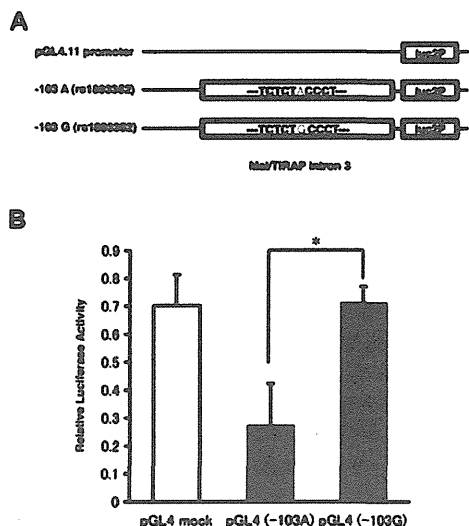 A
pGL4.11 promoter
luc2P
-103 A (rs1893352)
---TCTCTACCCT---
luc2P
-103 G (rs1893352)
---TCTCTGCCCT---
luc2P
Mal/TIRAP intron 3
B
*
Relative Luciferase Activity
0.9
0.8
0.7
0.6
0.5
0.4
0.3
0.2
0.1
0
pGL4 mock
pGL4 (-103A)
pGL4 (-103G)